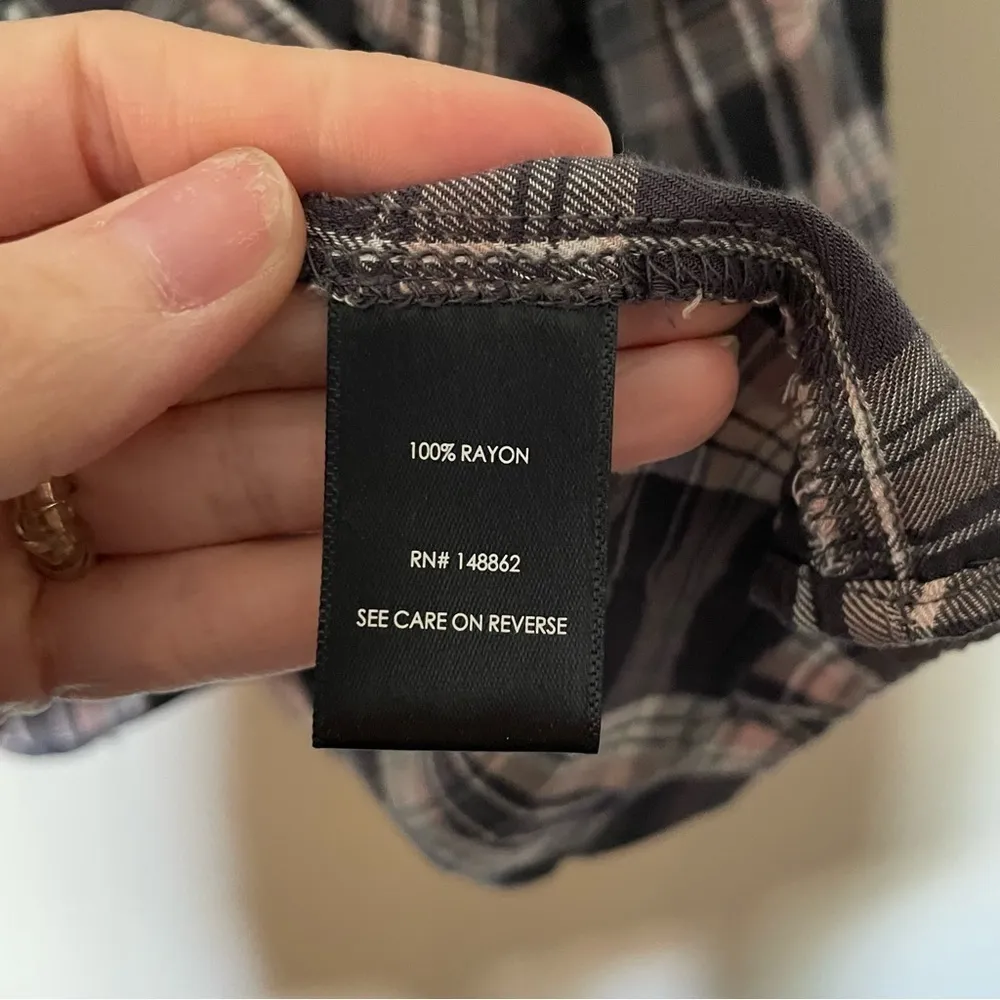 100% RAYON
RN# 148862
SEE CARE ON REVERSE